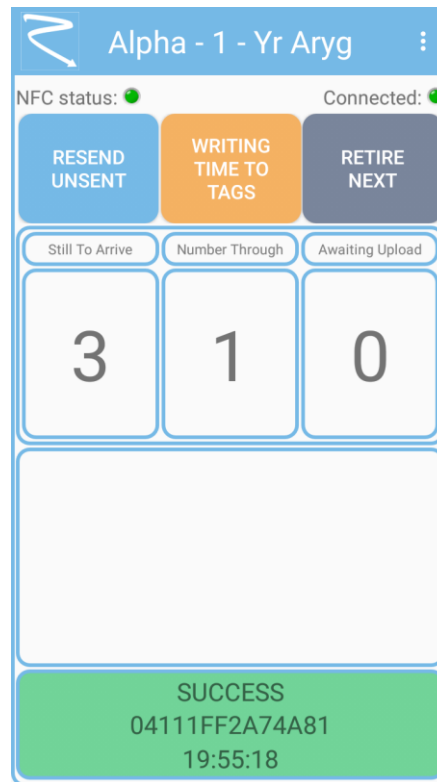 Alpha - 1 - Yr Aryg
NFC status:
Connected:
RESEND
UNSENT
WRITING
TIME TO
TAGS
RETIRE
NEXT
Still To Arrive
Number Through
Awaiting Upload
3
1
0
SUCCESS
04111FF2A74A81
19:55:18